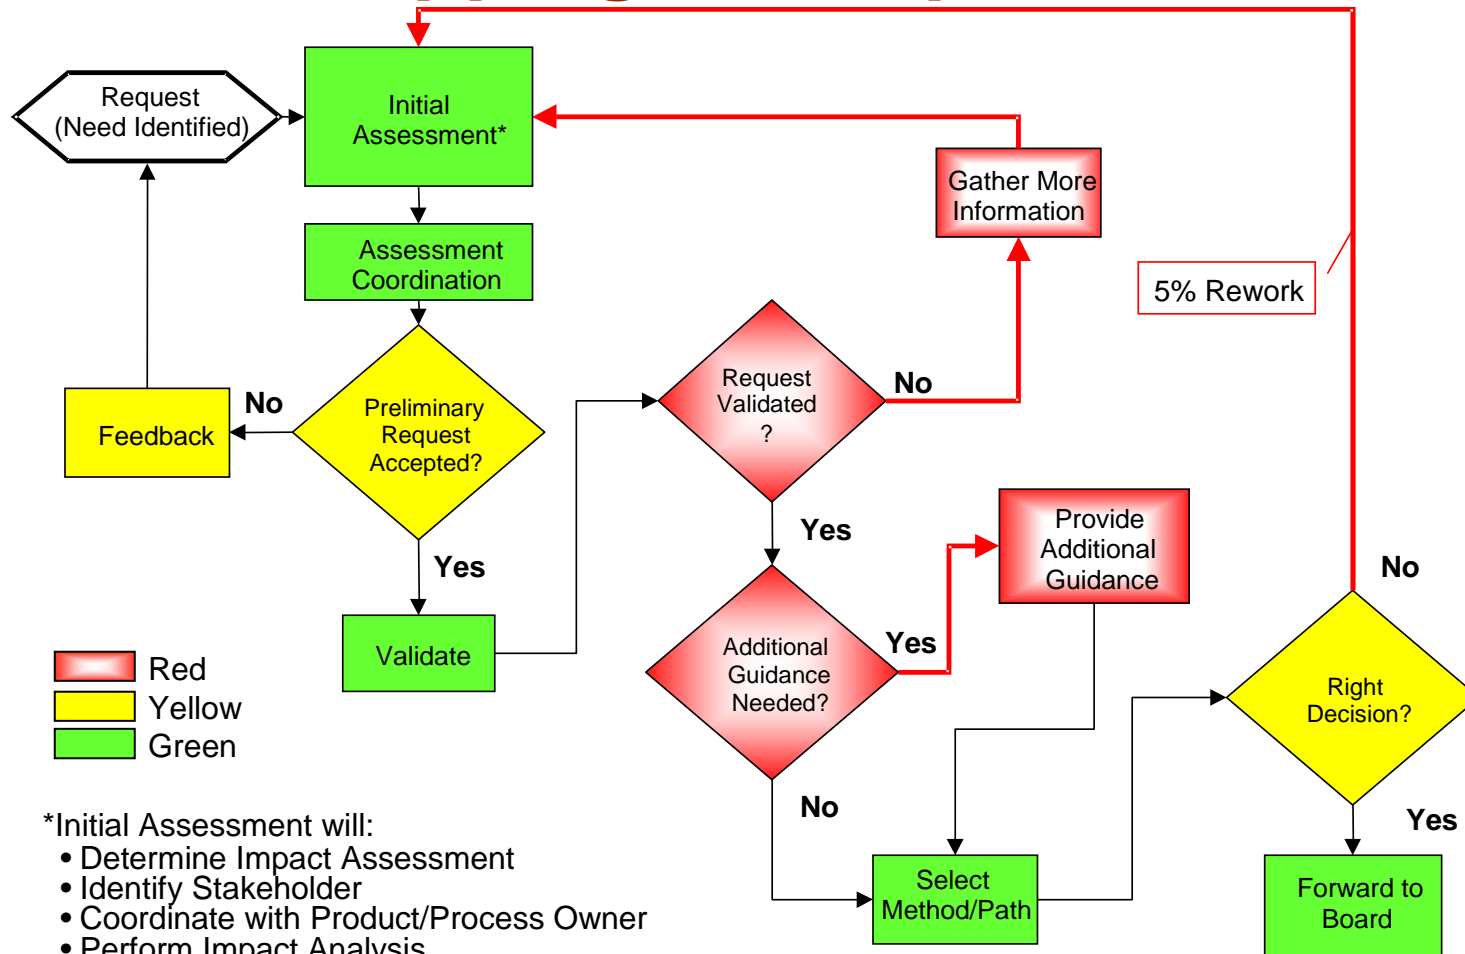 Request
(Need Identified)
Initial
Assessment*
Gather More
Information
Assessment
Coordination
5% Rework
Request
Validated
?
No
Preliminary
Request
Accepted?
No
Feedback
Yes
Validate
Yes
Provide
Additional
Guidance
Additional
Guidance
Needed?
Yes
No
No
Right
Decision?
Yes
Red
Yellow
Green
Select
Method/Path
Forward to
Board
*Initial Assessment will:
• Determine Impact Assessment
• Identify Stakeholder
• Coordinate with Product/Process Owner
• Perform Impact Analysis